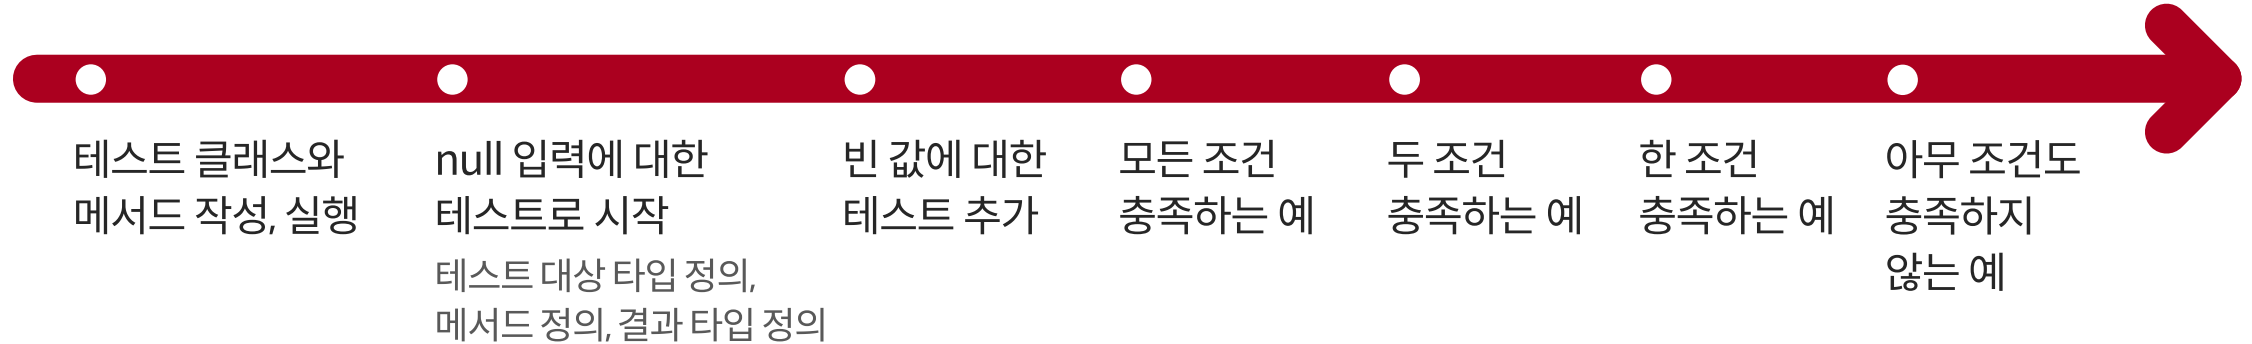 테스트 클래스와
메서드 작성, 실행
null 입력에 대한
테스트로 시작
테스트 대상 타입 정의,
메서드 정의, 결과 타입 정의
빈 값에 대한
테스트 추가
모든 조건
충족하는 예
두 조건
충족하는 예
한 조건
충족하는 예
아무 조건도
충족하지
않는 예